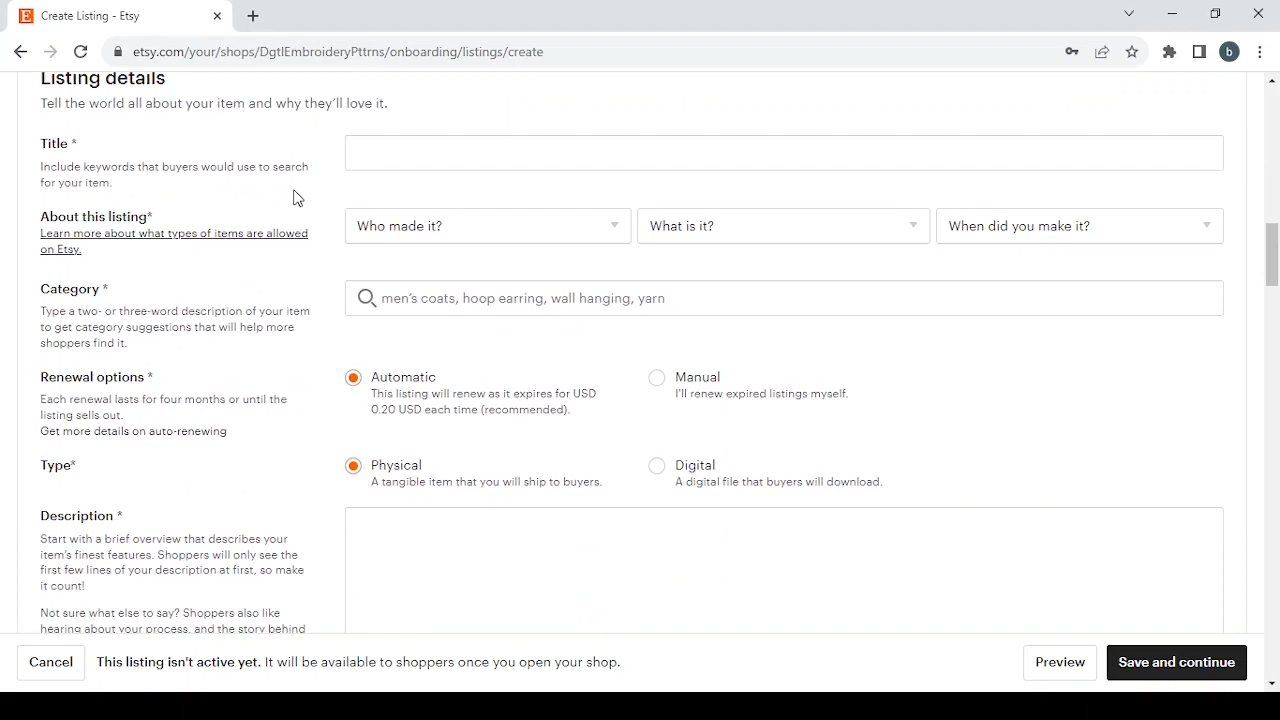 Create Listing - Etsy
etsy.com/your/shops/DgtlEmbroideryPttrns/onboarding/listings/create
b
Listing details
Tell the world all about your item and why they'll love it.
Title *
Include keywords that buyers would use to search
for your item.
About this listing*
Learn more about what types of items are allowed
on Etsy.
Who made it?
What is it?
When did you make it?
Category *
Type a two- or three-word description of your item
to get category suggestions that will help more
shoppers find it.
men's coats, hoop earring, wall hanging, yarn
Renewal options *
Each renewal lasts for four months or until the
listing sells out.
Get more details on auto-renewing
Automatic
This listing will renew as it expires for USD
0.20 USD each time (recommended).
Manual
I'll renew expired listings myself.
Type*
Physical
A tangible item that you will ship to buyers.
Digital
A digital file that buyers will download.
Description *
Start with a brief overview that describes your
item's finest features. Shoppers will only see the
first few lines of your description at first, so make
it count!
Not sure what else to say? Shoppers also like
hearing about your process, and the story behind
Cancel
This listing isn't active yet. It will be available to shoppers once you open your shop.
Preview
Save and continue